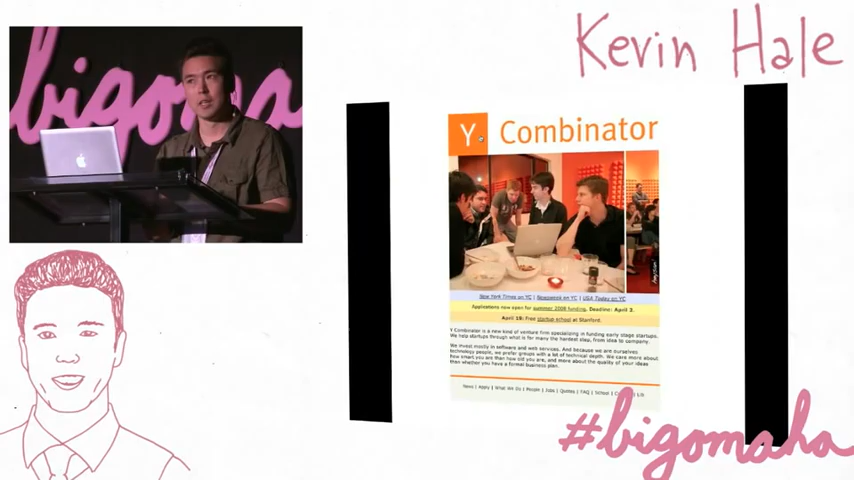 Kevin Hale
bigoma
Y Combinator
New York Times on YC | Newsweek on YC | USA Today on YC
Applications now open for summer 2008 funding. Deadline: April 2.
April 19: Free startup school at Stanford.
Y Combinator is a new kind of venture firm specializing in funding early stage startups.
We help startups through what is for many the hardest step, from idea to company.
We invest mostly in software and web services. And because we are ourselves
technology people, we prefer groups with a lot of technical depth. We care more about
how smart you are than how old you are, and more about the quality of your ideas
than whether you have a formal business plan.
News | Apply | What We Do | People | Jobs | Quotes | FAQ | School | Lib
#bigomaha